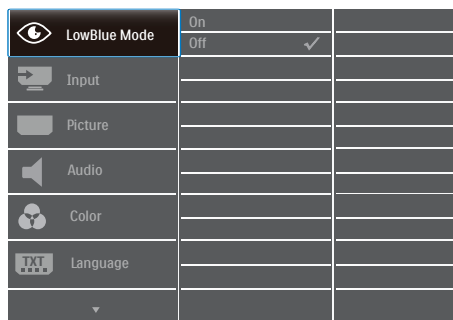 LowBlue Mode
On
Off
Input
Picture
Audio
Color
TXT
Language